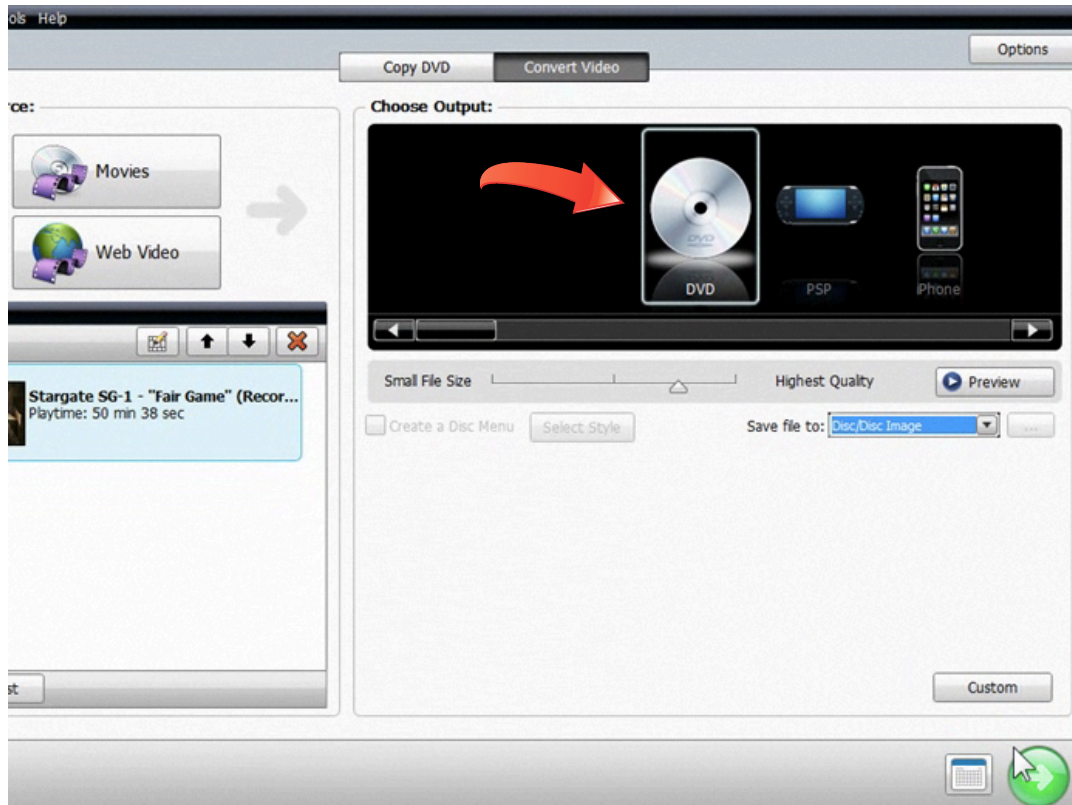 ols Help
Options
Copy DVD Convert Video
rce:
Choose Output:
Movies
Web Video
DVD
DVD PSP iPhone
Stargate SG-1 - "Fair Game" (Recor...
Playtime: 50 min 38 sec
Small File Size Highest Quality Preview
Create a Disc Menu Select Style Save file to: Disc/Disc Image ...
st
Custom